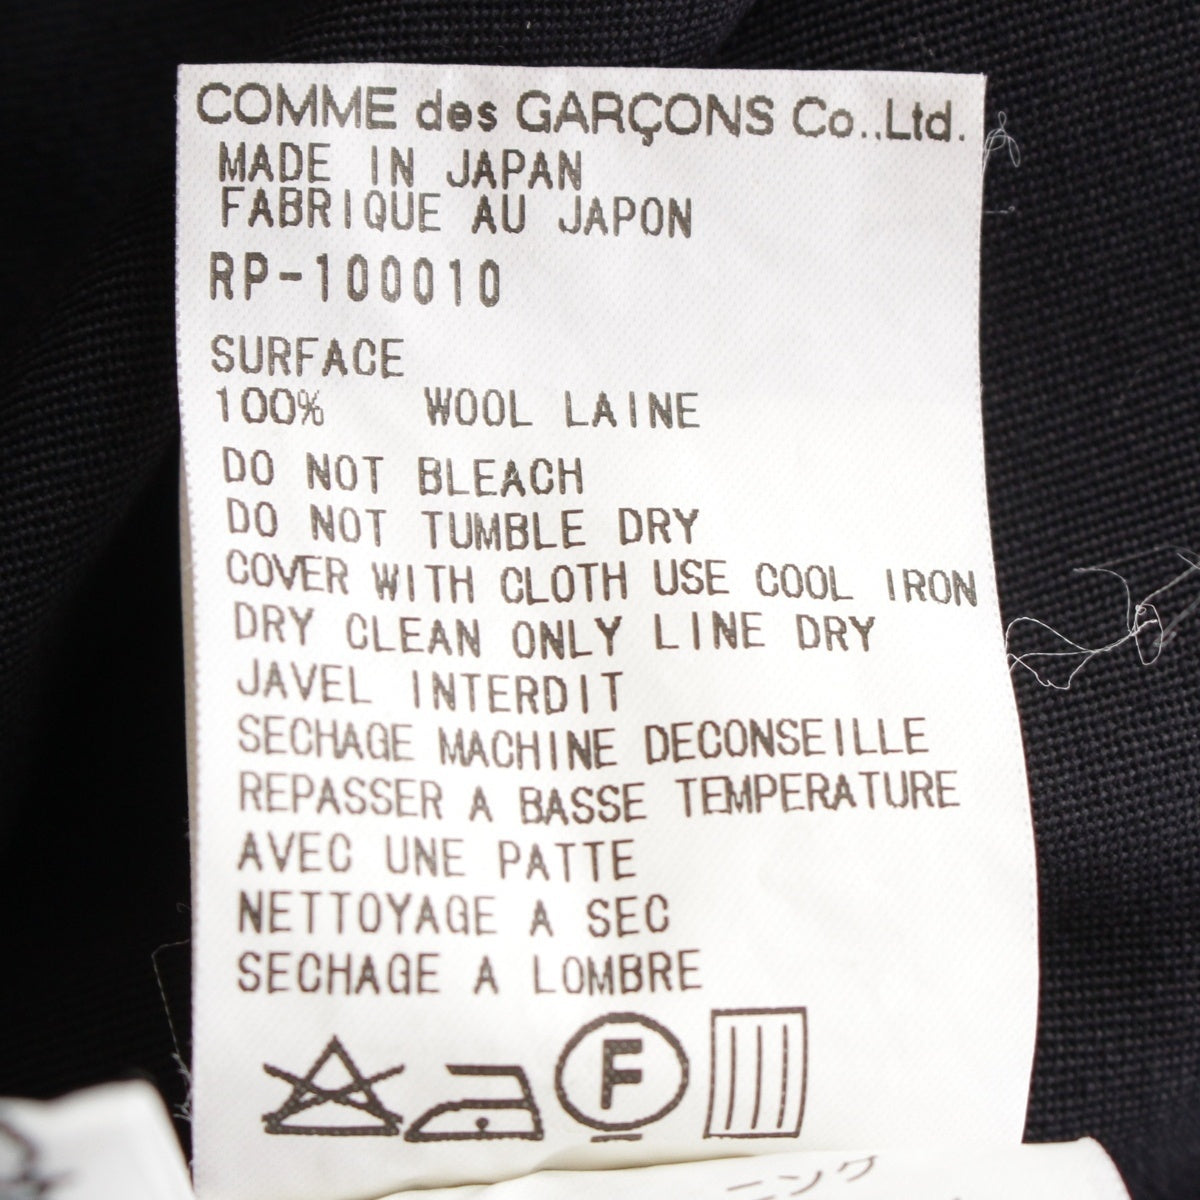 COMME des GARÇONS Co.,Ltd.
MADE IN JAPAN
FABRIQUE AU JAPON
RP-100010
SURFACE
100% WOOL LAINE
DO NOT BLEACH
DO NOT TUMBLE DRY
COVER WITH CLOTH USE COOL IRON
DRY CLEAN ONLY LINE DRY
JAVEL INTERDIT
SECHAGE MACHINE DECONSEILLE
REPASSER A BASSE TEMPERATURE
AVEC UNE PATTE
NETTOYAGE A SEC
SECHAGE A LOMBRE
F